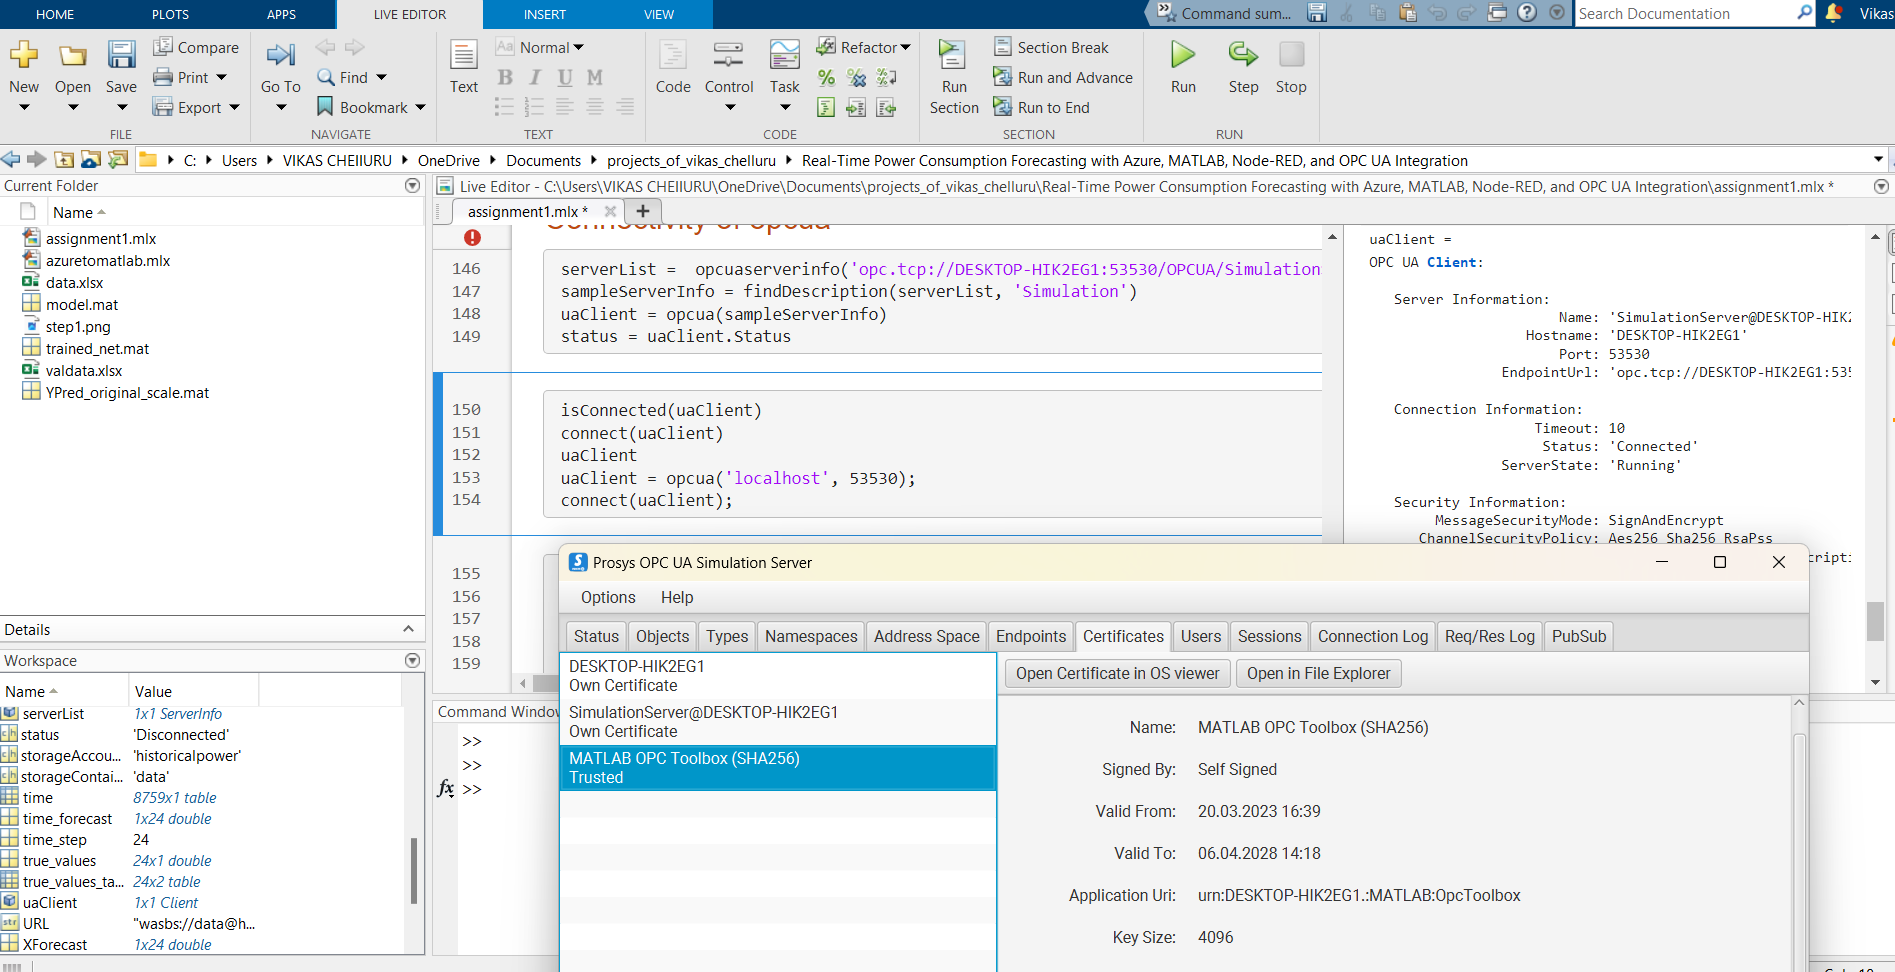 HOME PLOTS APPS LIVE EDITOR INSERT VIEW Command sum... Search Documentation Vikas
New Open Save Compare Print Export Go To Find Bookmark Text Aa Normal B I U M Code Control Task Refactor Run Section Section Break Run and Advance Run to End Run Step Stop
FILE NAVIGATE TEXT CODE SECTION RUN
C: Users VIKAS CHEIIURU OneDrive Documents projects_of_vikas_chelluru Real-Time Power Consumption Forecasting with Azure, MATLAB, Node-RED, and OPC UA Integration
Current Folder
Name
assignment1.mlx
azuretomatlab.mlx
data.xlsx
model.mat
step1.png
trained_net.mat
valdata.xlsx
YPred_original_scale.mat
Details
Workspace
Name Value
serverList 1x1 ServerInfo
status 'Disconnected'
storageAccou... 'historicalpower'
storageContai... 'data'
time 8759x1 table
time_forecast 1x24 double
time_step 24
true_values 24x1 double
true_values_ta... 24x2 table
uaClient 1x1 Client
URL "wasbs://data@h...
XForecast 1x24 double
Live Editor - C:\Users\VIKAS CHEIIURU\OneDrive\Documents\projects_of_vikas_chelluru\Real-Time Power Consumption Forecasting with Azure, MATLAB, Node-RED, and OPC UA Integration\assignment1.mlx *
assignment1.mlx *
Connectivity of opcua
146 serverList = opcuaserverinfo('opc.tcp://DESKTOP-HIK2EG1:53530/OPCUA/Simulation
147 sampleServerInfo = findDescription(serverList, 'Simulation')
148 uaClient = opcua(sampleServerInfo)
149 status = uaClient.Status
150 isConnected(uaClient)
151 connect(uaClient)
152 uaClient
153 uaClient = opcua('localhost', 53530);
154 connect(uaClient);
155
156
157
158
159
uaClient =
OPC UA Client:
Server Information:
Name: 'SimulationServer@DESKTOP-HIK2
Hostname: 'DESKTOP-HIK2EG1'
Port: 53530
EndpointUrl: 'opc.tcp://DESKTOP-HIK2EG1:535
Connection Information:
Timeout: 10
Status: 'Connected'
ServerState: 'Running'
Security Information:
MessageSecurityMode: SignAndEncrypt
ChannelSecurityPolicy: Aes256_Sha256_RsaPss
cripti
Command Window
>>
>>
fx >>
Prosys OPC UA Simulation Server
Options Help
Status Objects Types Namespaces Address Space Endpoints Certificates Users Sessions Connection Log Req/Res Log PubSub
DESKTOP-HIK2EG1
Own Certificate
SimulationServer@DESKTOP-HIK2EG1
Own Certificate
MATLAB OPC Toolbox (SHA256)
Trusted
Open Certificate in OS viewer Open in File Explorer
Name: MATLAB OPC Toolbox (SHA256)
Signed By: Self Signed
Valid From: 20.03.2023 16:39
Valid To: 06.04.2028 14:18
Application Uri: urn:DESKTOP-HIK2EG1.:MATLAB:OpcToolbox
Key Size: 4096